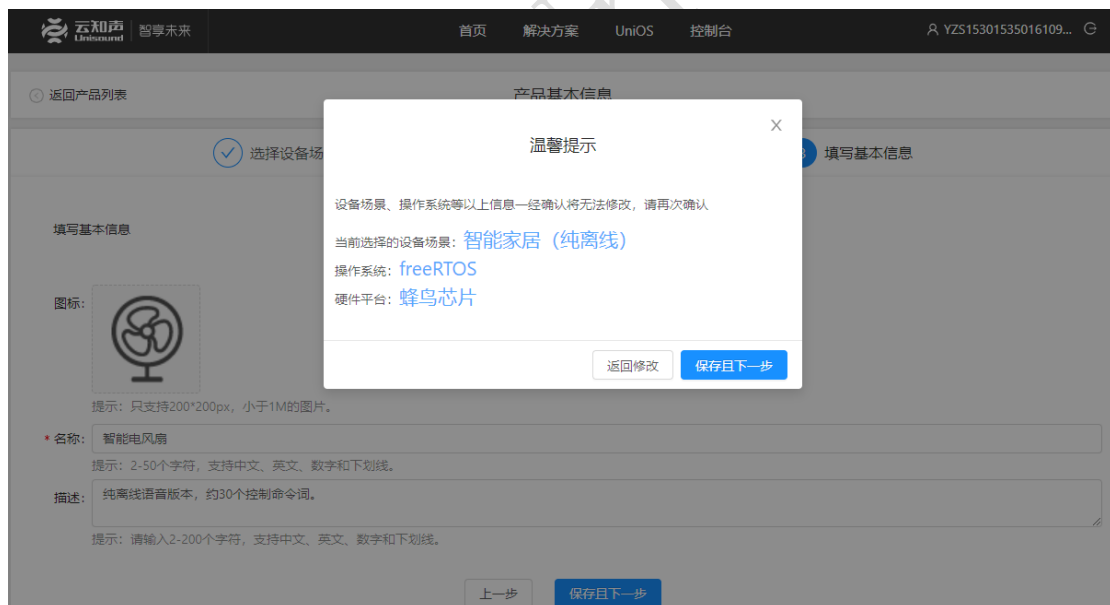 云知声 Unisound 智享未来 首页 解决方案 UniOS 控制台 YZS15301535016109...
返回产品列表 产品基本信息
选择设备场 填写基本信息
温馨提示
设备场景、操作系统等以上信息一经确认将无法修改，请再次确认
当前选择的设备场景：智能家居（纯离线）
操作系统：freeRTOS
硬件平台：蜂鸟芯片
返回修改 保存且下一步
填写基本信息
图标：
提示：只支持200*200px，小于1M的图片。
* 名称： 智能电风扇
提示：2-50个字符，支持中文、英文、数字和下划线。
描述： 纯离线语音版本，约30个控制命令词。
提示：请输入2-200个字符，支持中文、英文、数字和下划线。
上一步 保存且下一步